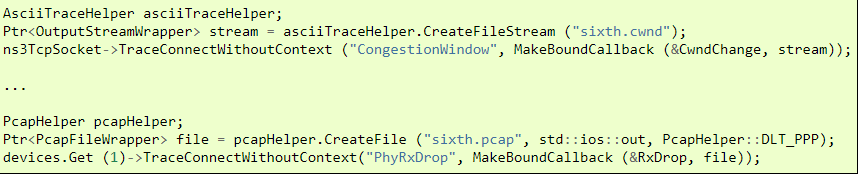 AsciiTraceHelper asciiTraceHelper;
Ptr<OutputStreamWrapper> stream = asciiTraceHelper.CreateFileStream ("sixth.cwnd");
ns3TcpSocket->TraceConnectWithoutContext ("CongestionWindow", MakeBoundCallback (&CwndChange, stream));
...
PcapHelper pcapHelper;
Ptr<PcapFileWrapper> file = pcapHelper.CreateFile ("sixth.pcap", std::ios::out, PcapHelper::DLT_PPP);
devices.Get (1)->TraceConnectWithoutContext("PhyRxDrop", MakeBoundCallback (&RxDrop, file));